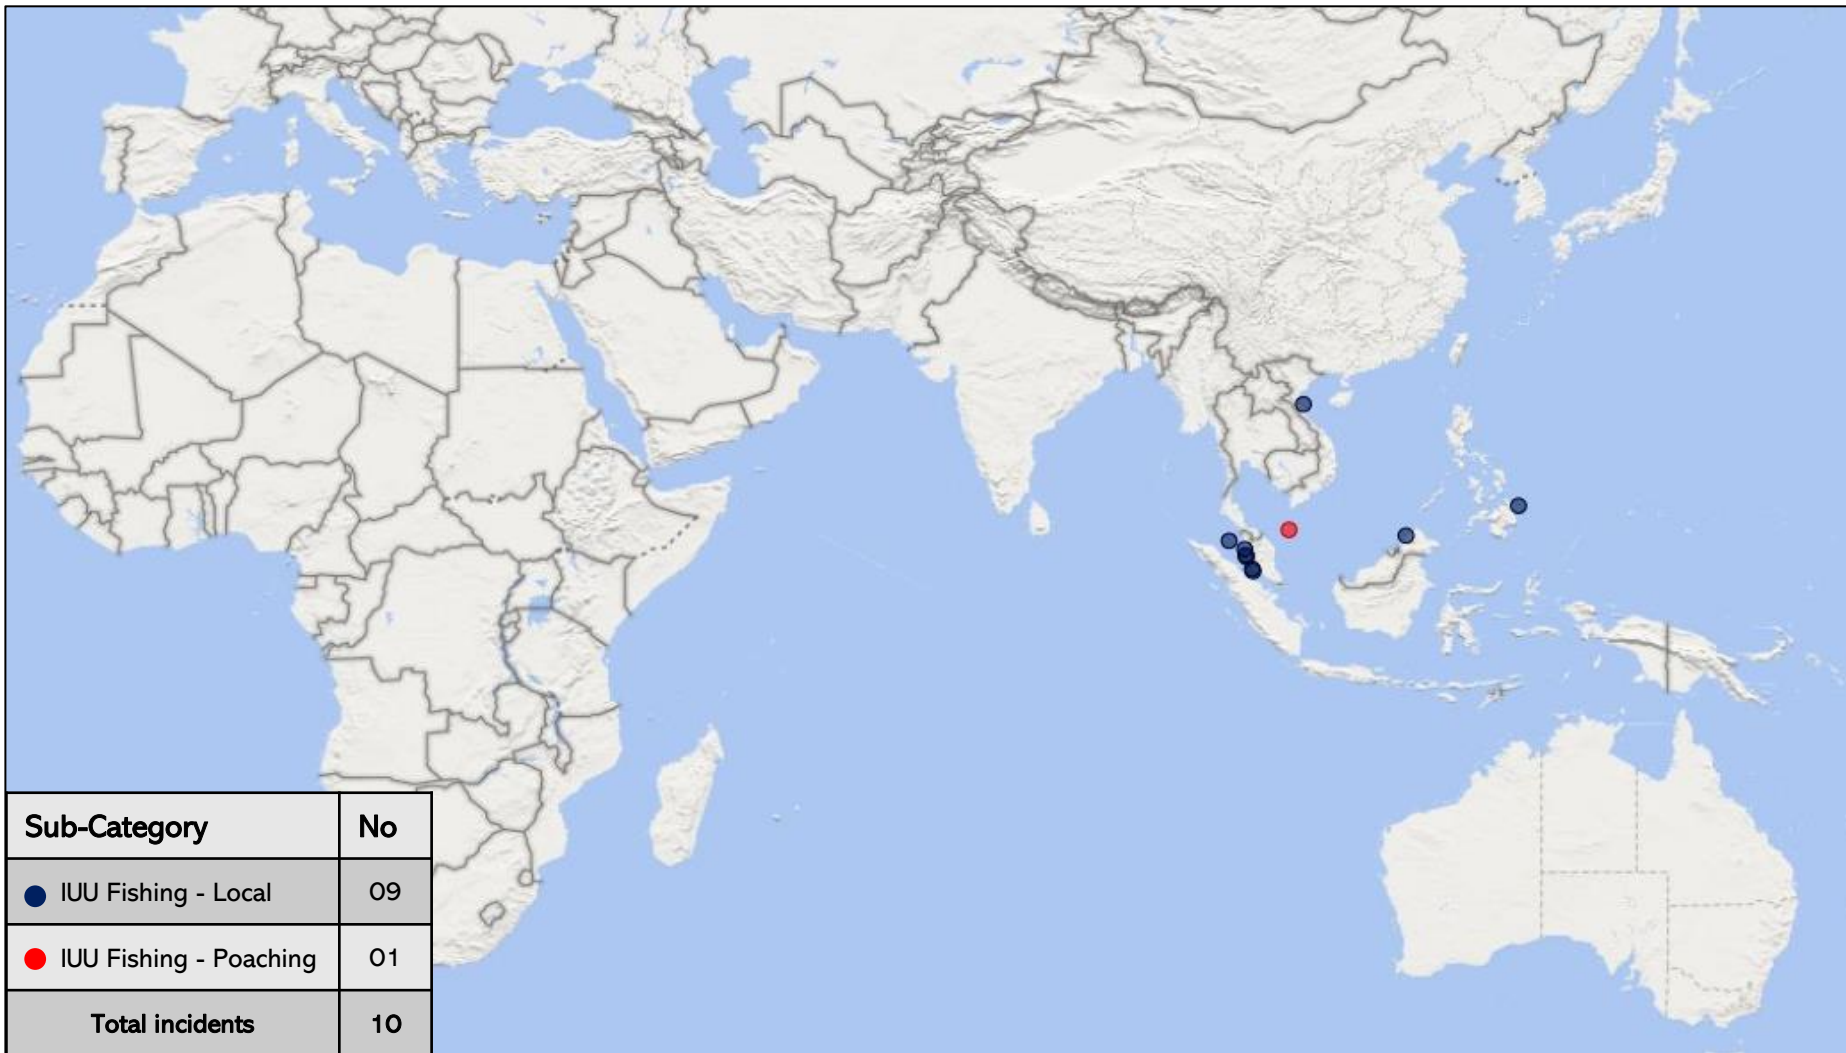 Sub-Category No
IUU Fishing - Local 09
IUU Fishing - Poaching 01
Total incidents 10